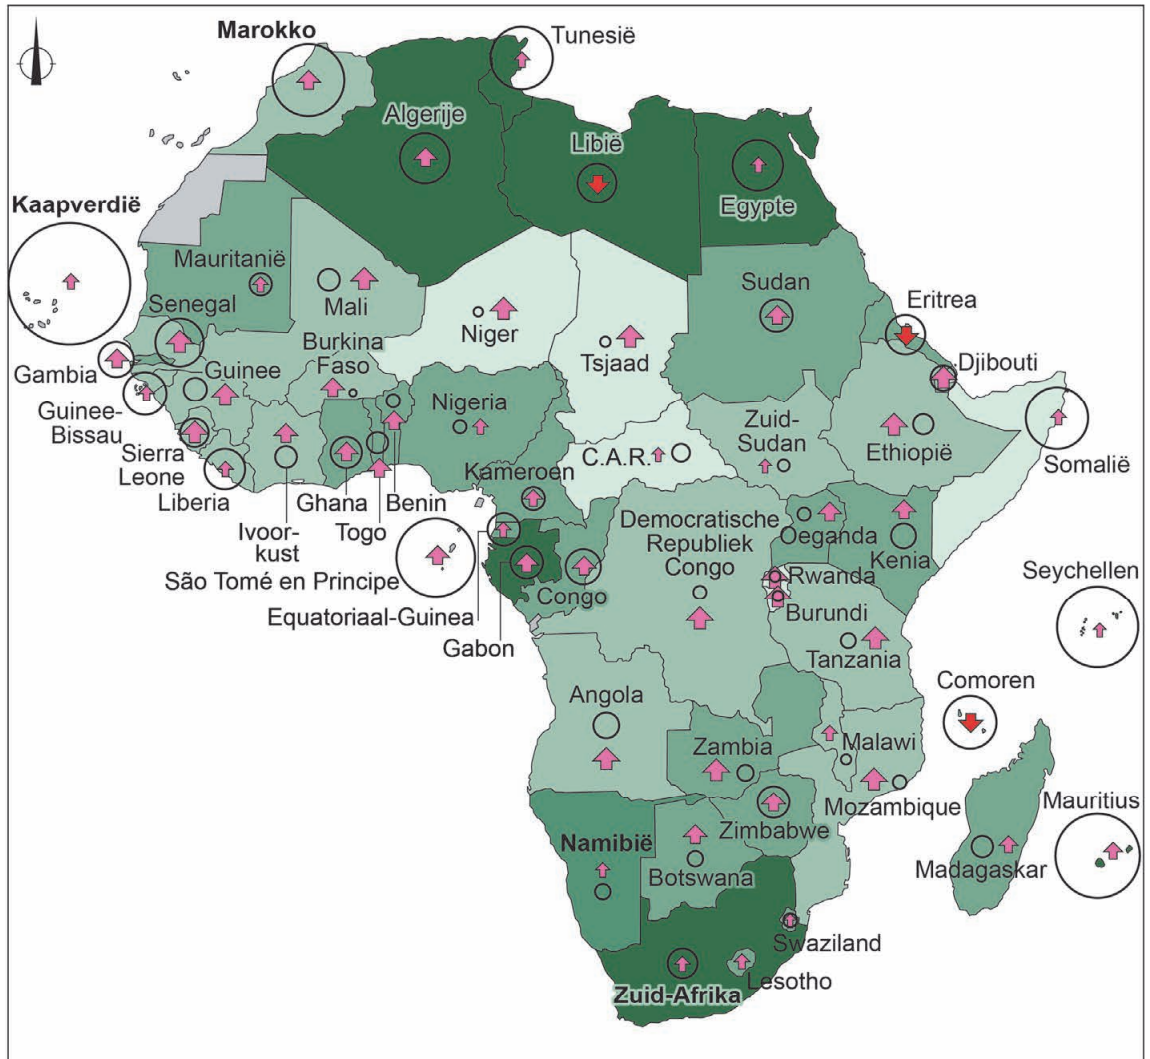 Marokko
Tunesië
Algerije
Libië
Egypte
Kaapverdië
Mauritanië
Mali
Niger
Tsjaad
Sudan
Eritrea
Senegal
Gambia
Guinee
Burkina
Faso
Djibouti
Guinee-
Bissau
Sierra
Leone
Liberia
Nigeria
C.A.R.
Zuid-
Sudan
Ethiopië
Somalië
Ivoor-
kust
Ghana
Togo
Benin
Kameroen
São Tomé en Principe
Equatoriaal-Guinea
Gabon
Congo
Democratische
Republiek
Congo
Oeganda
Kenia
Rwanda
Burundi
Tanzania
Seychellen
Comoren
Angola
Zambia
Malawi
Mozambique
Zimbabwe
Mauritius
Madagaskar
Namibië
Botswana
Swaziland
Lesotho
Zuid-Afrika